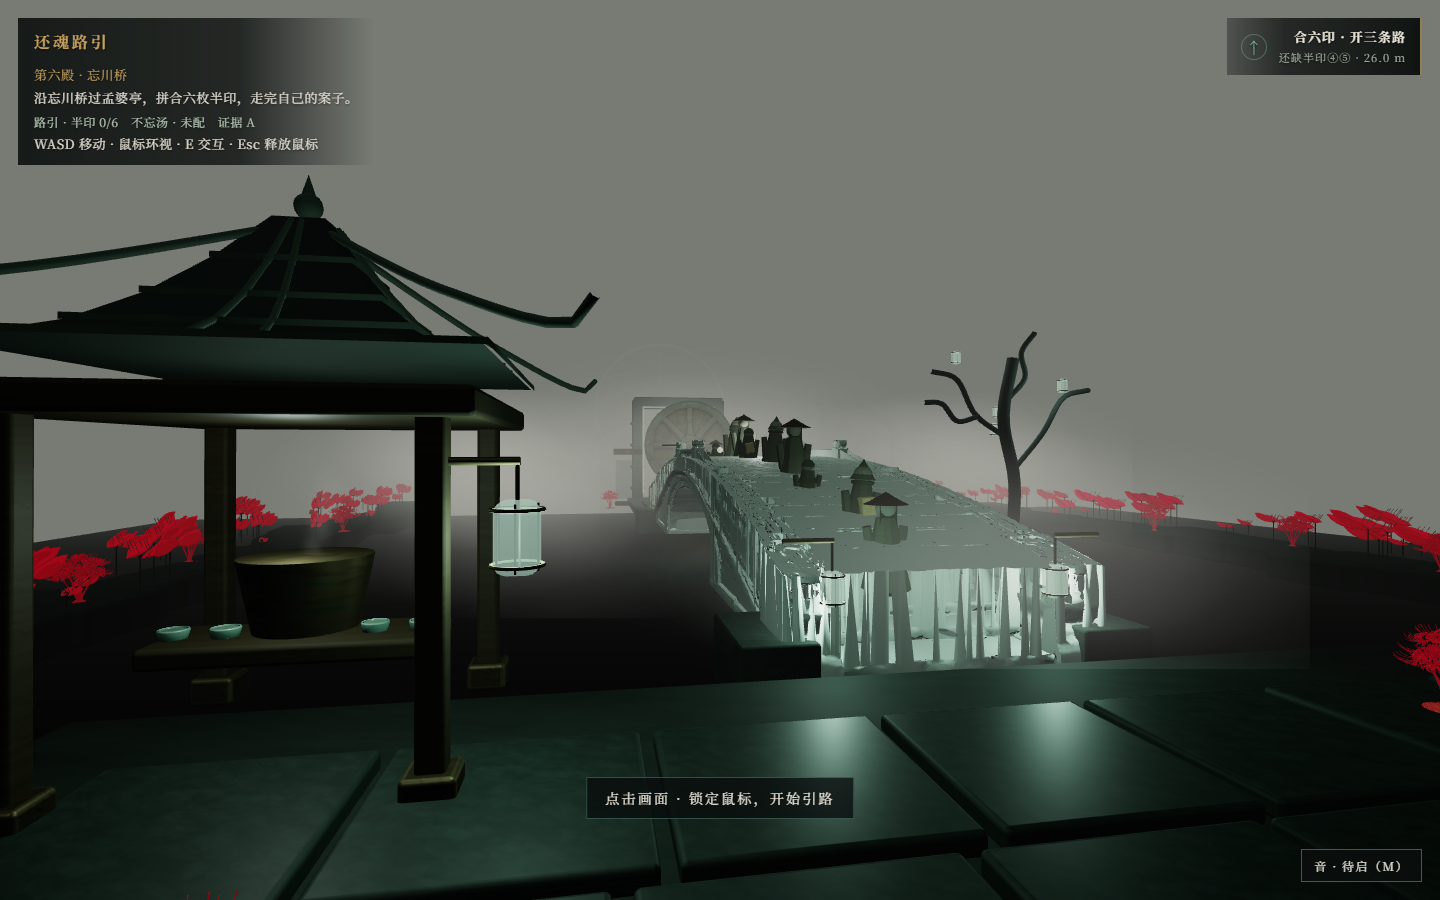 还魂路引
第六殿 · 忘川桥
沿忘川桥过孟婆亭，拼合六枚半印，走完自己的案子。
路引 · 半印 0/6 不忘汤 · 未配 证据 A
WASD 移动 · 鼠标环视 · E 交互 · Esc 释放鼠标
合六印 · 开三条路
还缺半印④⑤ · 26.0 m
点击画面 · 锁定鼠标，开始引路
音 · 待启（M）